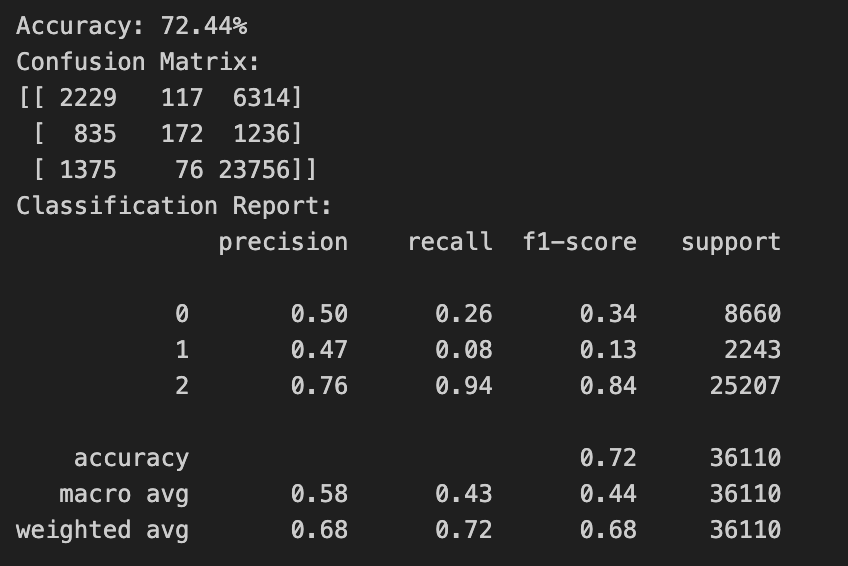 Accuracy: 72.44%
Confusion Matrix:
[[ 2229   117  6314]
 [  835   172  1236]
 [ 1375    76 23756]]
Classification Report:
              precision    recall  f1-score   support

           0       0.50      0.26      0.34      8660
           1       0.47      0.08      0.13      2243
           2       0.76      0.94      0.84     25207

    accuracy                           0.72     36110
   macro avg       0.58      0.43      0.44     36110
weighted avg       0.68      0.72      0.68     36110